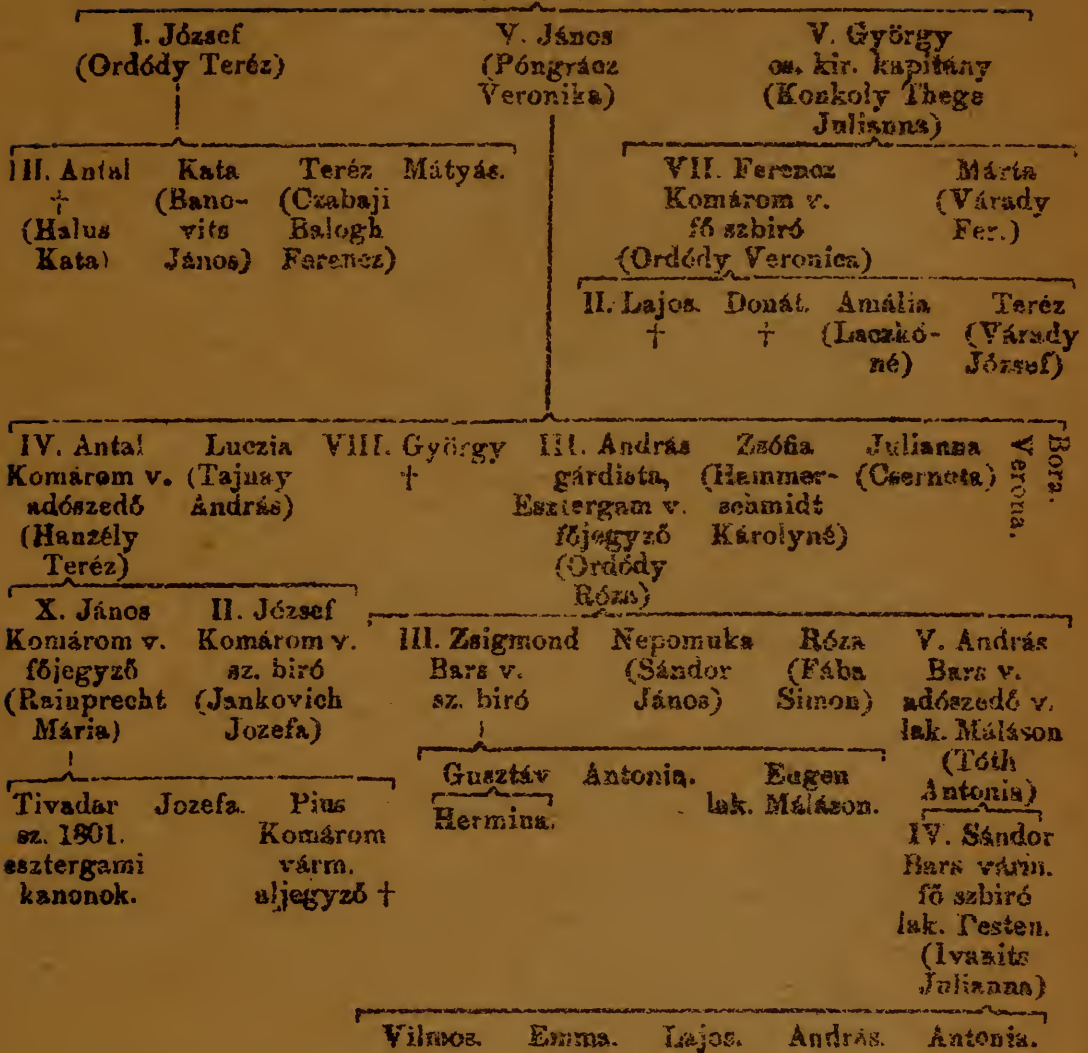 I. József V. János V. György
(Ordódy Teréz) (Póngrácz os. kir. kapitány
Veronika) (Konkoly Thege
Julianna)
III. Antal Kata Teréz Mátyás. VII. Ferencz Márta
† (Bano- (Czabaji Komárom v. (Várady
(Halus vits Balogh fő szbiró Fer.)
Kata) János) Ferencz) (Ordódy Veronica)
II. Lajos. Donát. Amália Teréz
† † (Laczkó- (Várady
né) József)
IV. Antal Luczia VIII. György III. András Zsófia Julianna Verona. Bora.
Komárom v. (Tajnay † gárdista, (Hammer- (Csernota)
adószedő András) Esztergam v. schmidt
(Hanzély főjegyző Károlyné)
Teréz) (Ordódy
Róza)
X. János II. József III. Zsigmond Nepomuka Róza V. András
Komárom v. Komárom v. Bars v. (Sándor (Fába Bars v.
főjegyző sz. biró sz. biró János) Simon) adószedő v.
(Rainprecht (Jankovich lak. Máláson
Mária) Jozefa) (Tóth
Antonia)
Gusztáv Antonia. Eugen
Hermina. lak. Máláson.
Tivadar Jozefa. Pius IV. Sándor
sz. 1801. Komárom Bars várm.
esztergami várm. fő szbiró
kanonok. aljegyző † lak. Pesten.
(Ivanits
Julianna)
Vilmos. Emma. Lajos. András. Antonia.